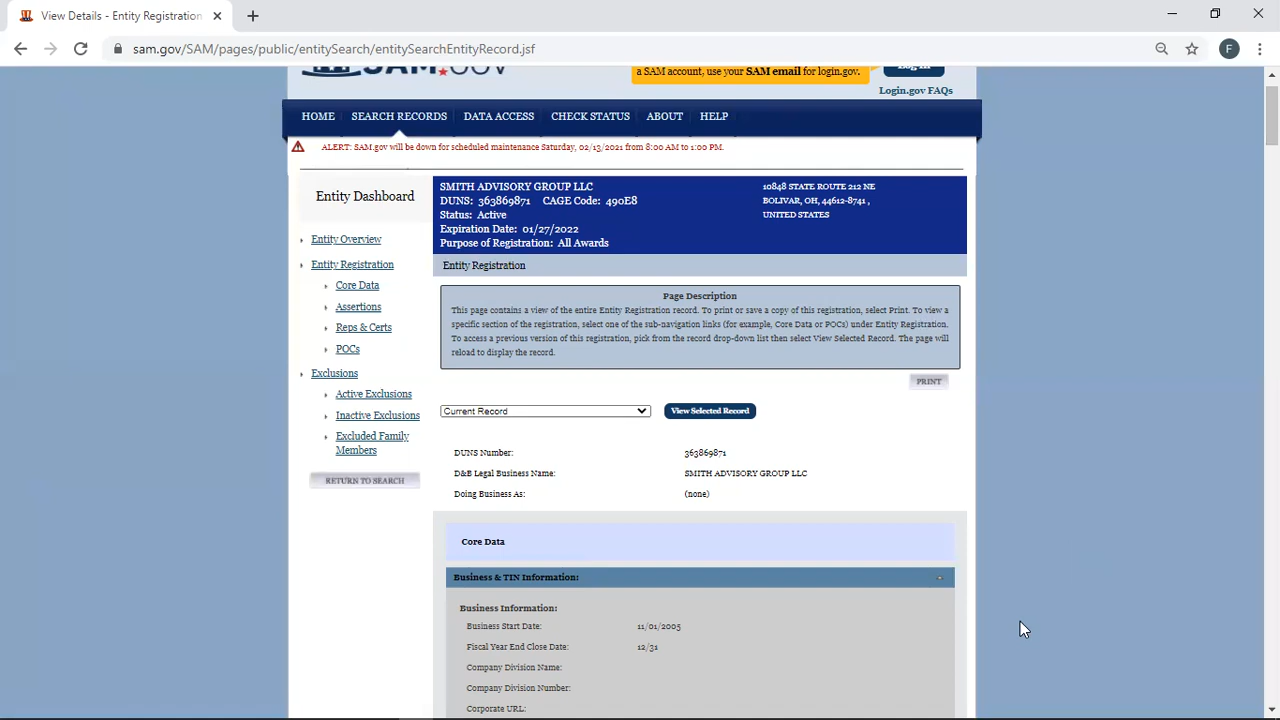 View Details - Entity Registration
sam.gov/SAM/pages/public/entitySearch/entitySearchEntityRecord.jsf
F
SAM.GOV
a SAM account, use your SAM email for login.gov.
Log In
Login.gov FAQs
HOME SEARCH RECORDS DATA ACCESS CHECK STATUS ABOUT HELP
ALERT: SAM.gov will be down for scheduled maintenance Saturday, 02/13/2021 from 8:00 AM to 1:00 PM.
Entity Dashboard
Entity Overview
Entity Registration
Core Data
Assertions
Reps & Certs
POCs
Exclusions
Active Exclusions
Inactive Exclusions
Excluded Family
Members
RETURN TO SEARCH
SMITH ADVISORY GROUP LLC
DUNS: 363869871 CAGE Code: 490E8
Status: Active
Expiration Date: 01/27/2022
Purpose of Registration: All Awards
10848 STATE ROUTE 212 NE
BOLIVAR, OH, 44612-8741 ,
UNITED STATES
Entity Registration
Page Description
This page contains a view of the entire Entity Registration record. To print or save a copy of this registration, select Print. To view a
specific section of the registration, select one of the sub-navigation links (for example, Core Data or POCs) under Entity Registration.
To access a previous version of this registration, pick from the record drop-down list then select View Selected Record. The page will
reload to display the record.
PRINT
Current Record View Selected Record
DUNS Number: 363869871
D&B Legal Business Name: SMITH ADVISORY GROUP LLC
Doing Business As: (none)
Core Data
Business & TIN Information:
Business Information:
Business Start Date: 11/01/2005
Fiscal Year End Close Date: 12/31
Company Division Name:
Company Division Number:
Corporate URL: